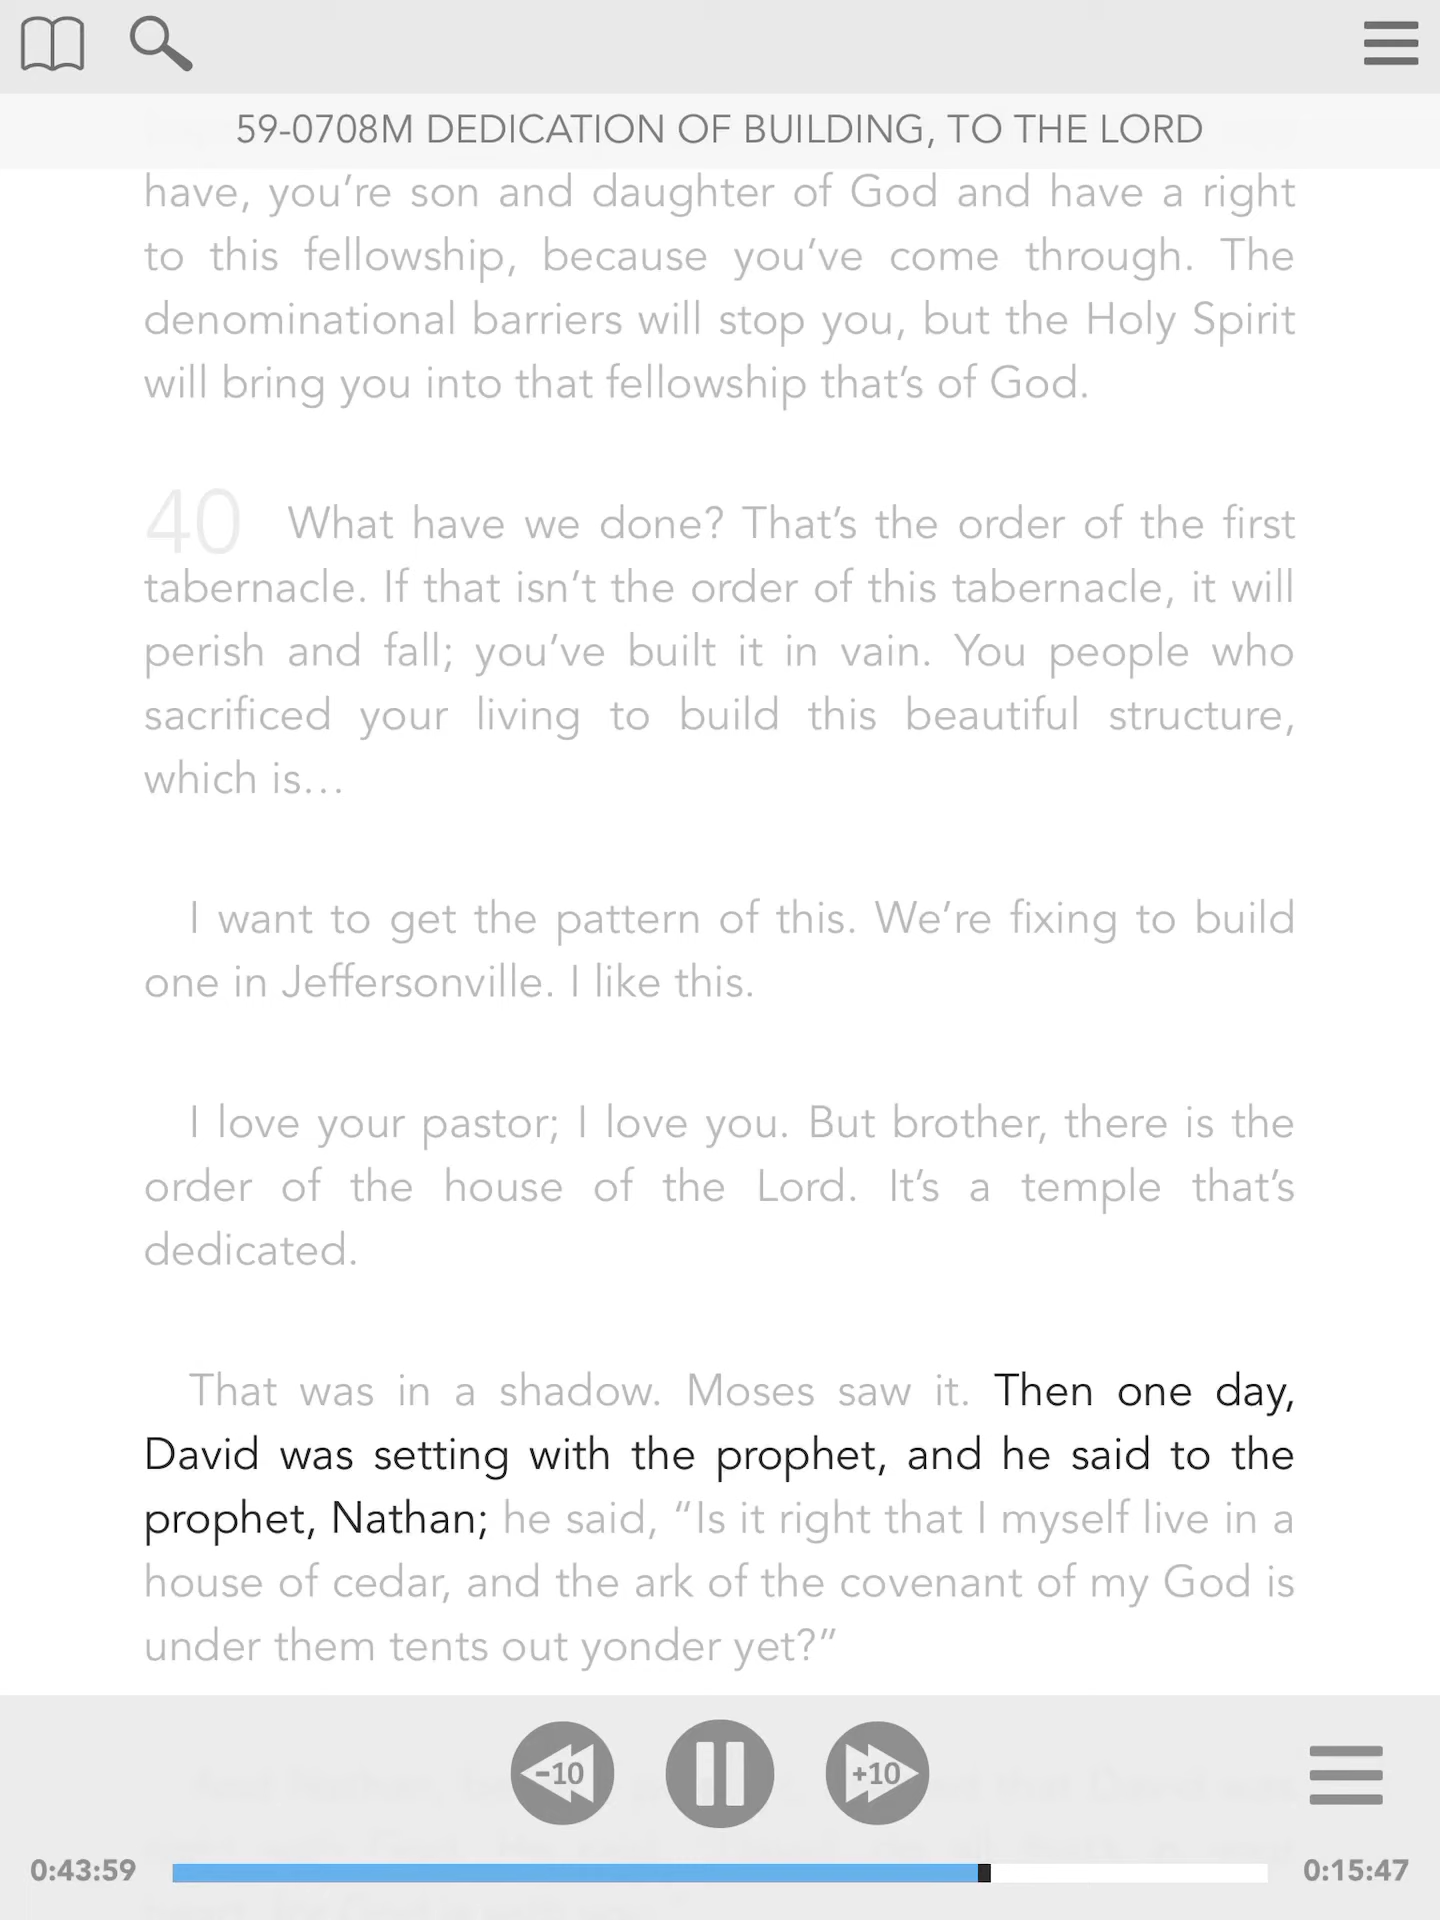 59-0708M DEDICATION OF BUILDING, TO THE LORD
have, you’re son and daughter of God and have a right
to this fellowship, because you’ve come through. The
denominational barriers will stop you, but the Holy Spirit
will bring you into that fellowship that’s of God.
40 What have we done? That’s the order of the first
tabernacle. If that isn’t the order of this tabernacle, it will
perish and fall; you’ve built it in vain. You people who
sacrificed your living to build this beautiful structure,
which is…
I want to get the pattern of this. We’re fixing to build
one in Jeffersonville. I like this.
I love your pastor; I love you. But brother, there is the
order of the house of the Lord. It’s a temple that’s
dedicated.
That was in a shadow. Moses saw it. Then one day,
David was setting with the prophet, and he said to the
prophet, Nathan; he said, “Is it right that I myself live in a
house of cedar, and the ark of the covenant of my God is
under them tents out yonder yet?”
-10 +10
0:43:59 0:15:47